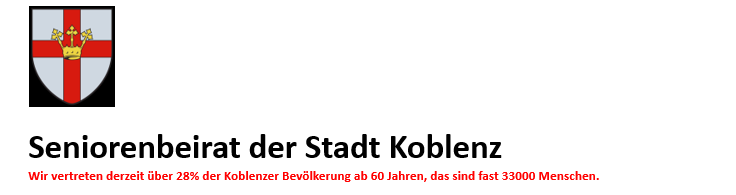 Seniorenbeirat der Stadt Koblenz
Wir vertreten derzeit über 28% der Koblenzer Bevölkerung ab 60 Jahren, das sind fast 33000 Menschen.